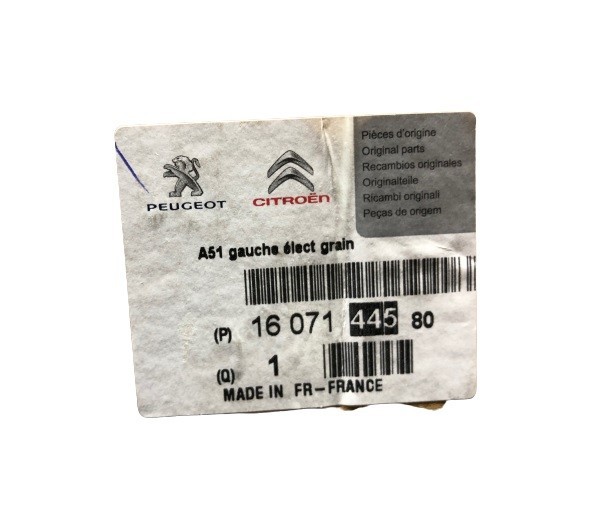 Pièces d'origine
Original parts
Recambios originales
Originalteile
Ricambi originali
Peças de origem
PEUGEOT
CITROËN
A51 gauche élect grain
(P) 16 071 445 80
(Q) 1
MADE IN FR-FRANCE